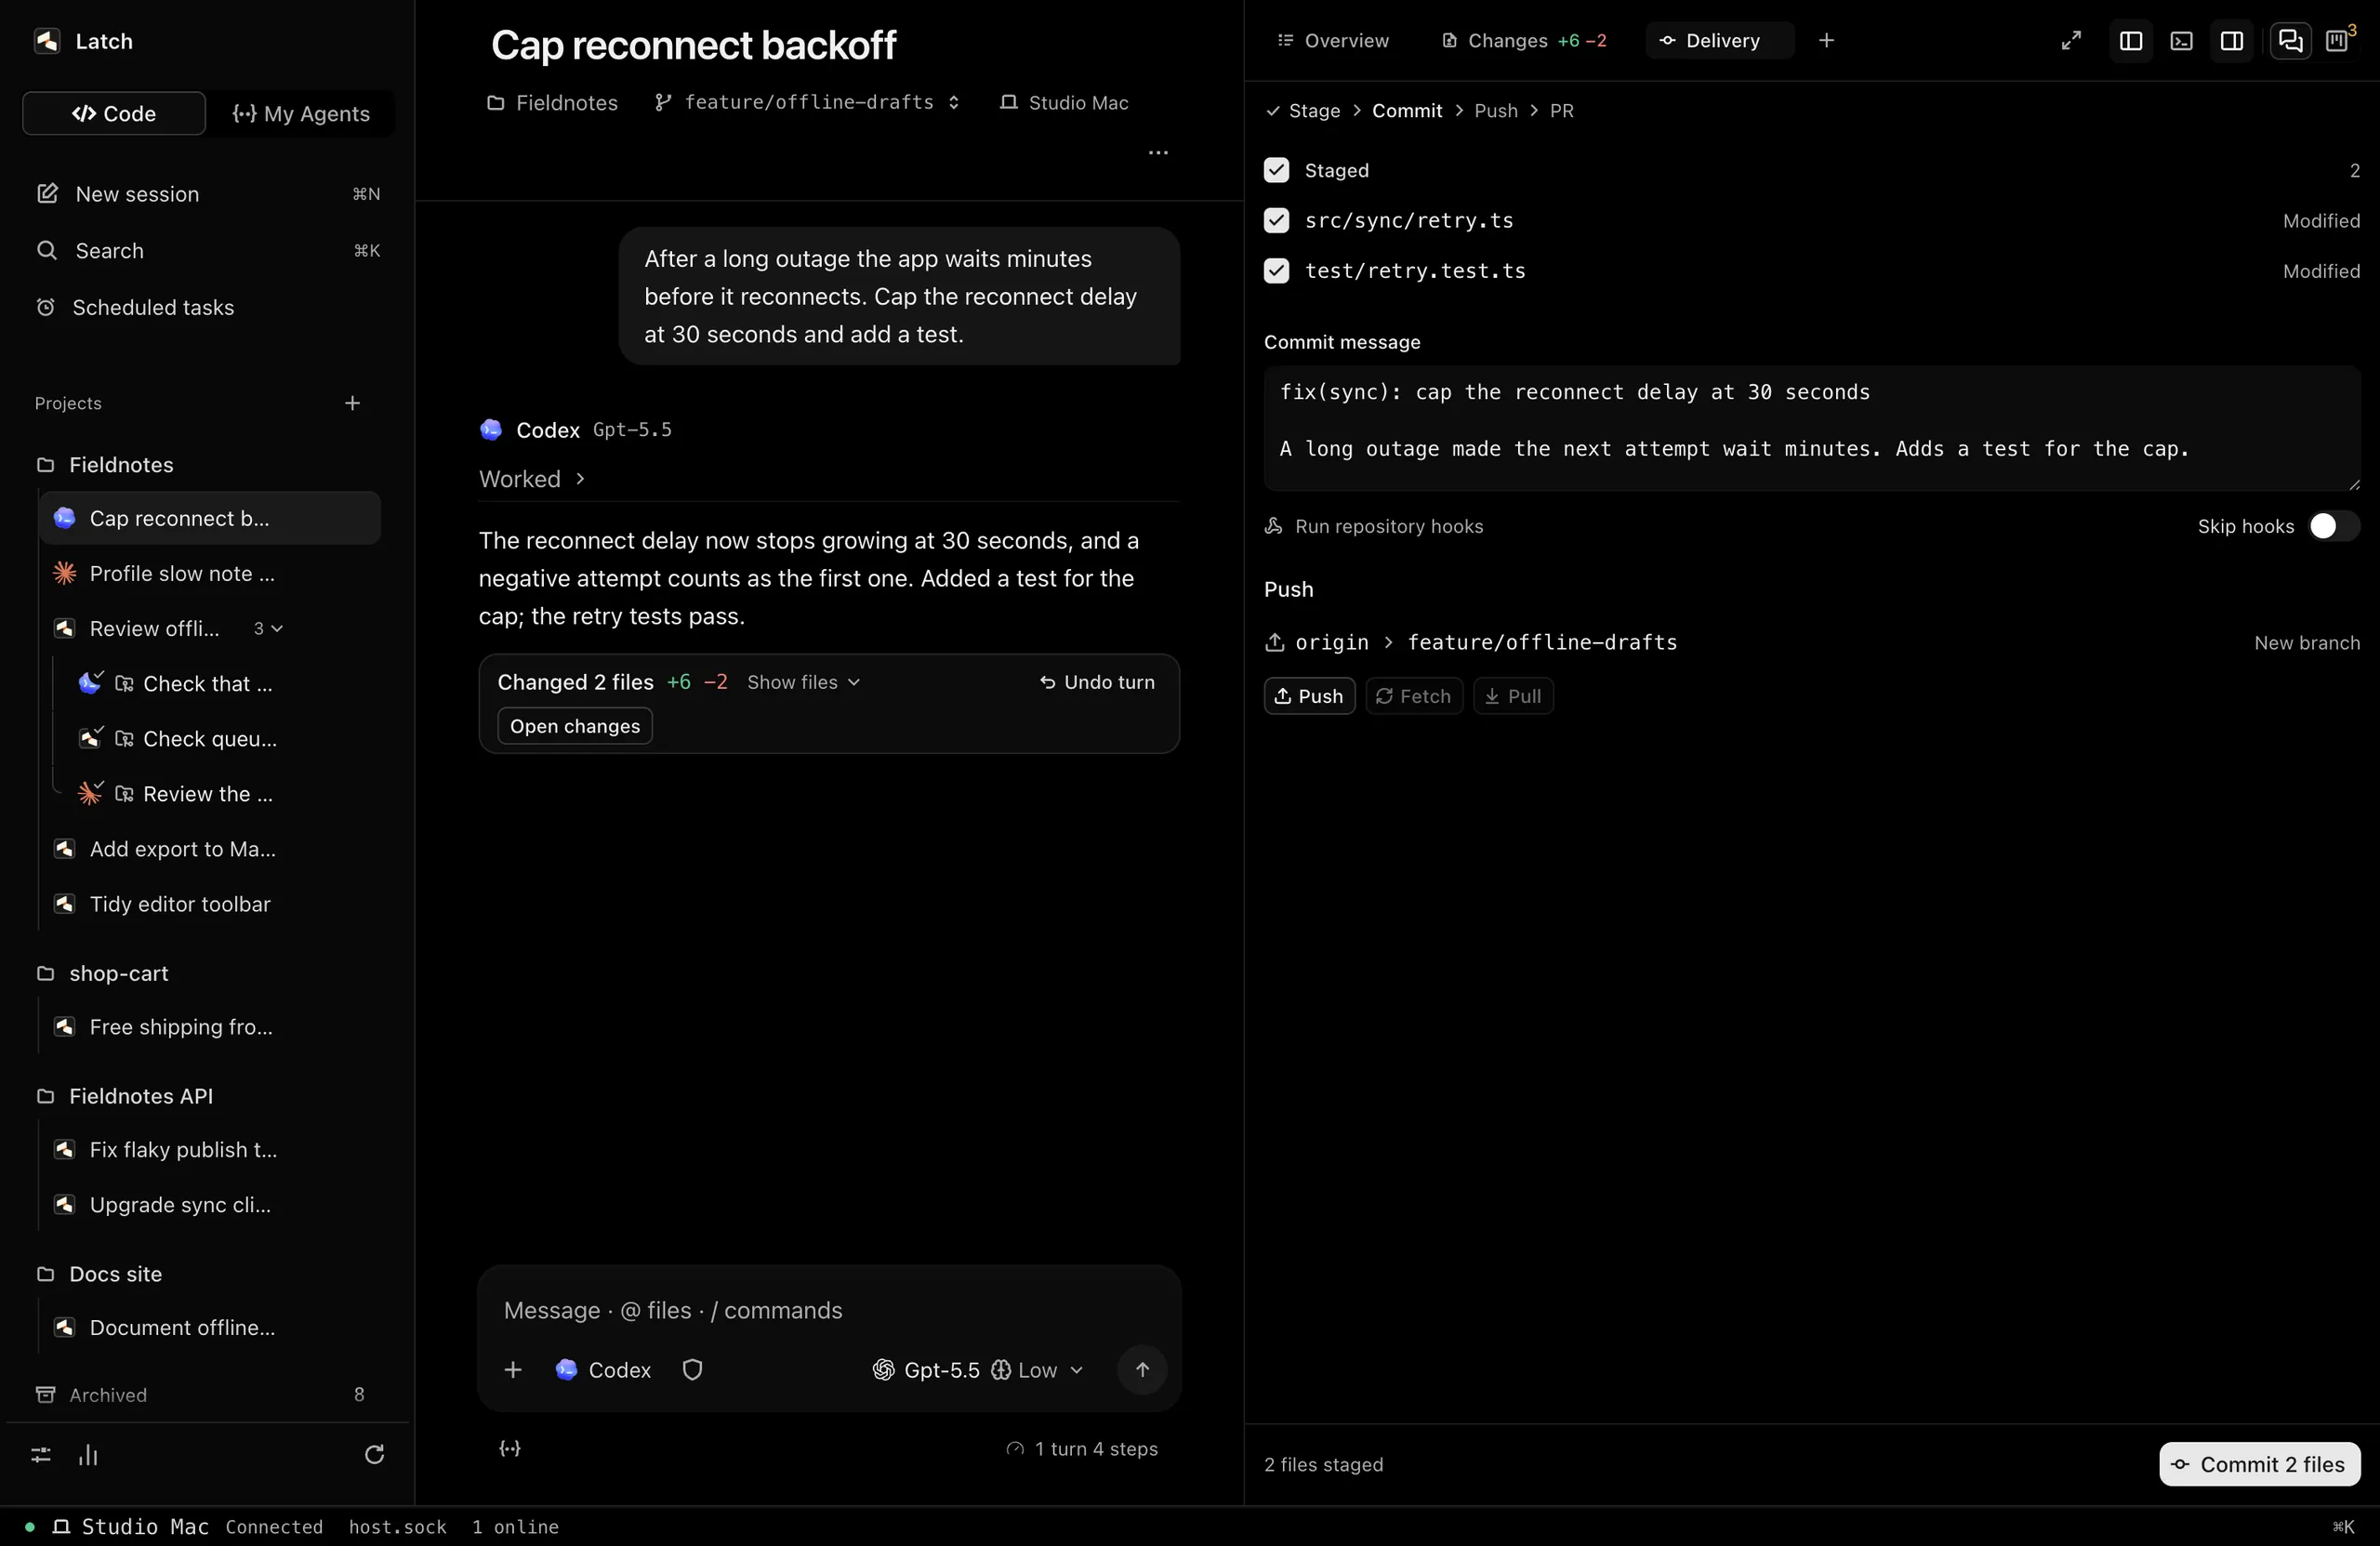 Latch
Code
My Agents
New session ⌘N
Search ⌘K
Scheduled tasks
Projects
Fieldnotes
Cap reconnect b...
Profile slow note ...
Review offli... 3
Check that ...
Check queu...
Review the ...
Add export to Ma...
Tidy editor toolbar
shop-cart
Free shipping fro...
Fieldnotes API
Fix flaky publish t...
Upgrade sync cli...
Docs site
Document offline...
Archived 8
Cap reconnect backoff
Fieldnotes feature/offline-drafts Studio Mac
After a long outage the app waits minutes
before it reconnects. Cap the reconnect delay
at 30 seconds and add a test.
Codex Gpt-5.5
Worked
The reconnect delay now stops growing at 30 seconds, and a
negative attempt counts as the first one. Added a test for the
cap; the retry tests pass.
Changed 2 files +6 −2 Show files Undo turn
Open changes
Message · @ files · / commands
Codex Gpt-5.5 Low
1 turn 4 steps
Overview Changes +6 −2 Delivery 3
Stage > Commit > Push > PR
Staged 2
src/sync/retry.ts Modified
test/retry.test.ts Modified
Commit message
fix(sync): cap the reconnect delay at 30 seconds
A long outage made the next attempt wait minutes. Adds a test for the cap.
Run repository hooks Skip hooks
Push
origin > feature/offline-drafts New branch
Push Fetch Pull
2 files staged Commit 2 files
Studio Mac Connected host.sock 1 online ⌘K